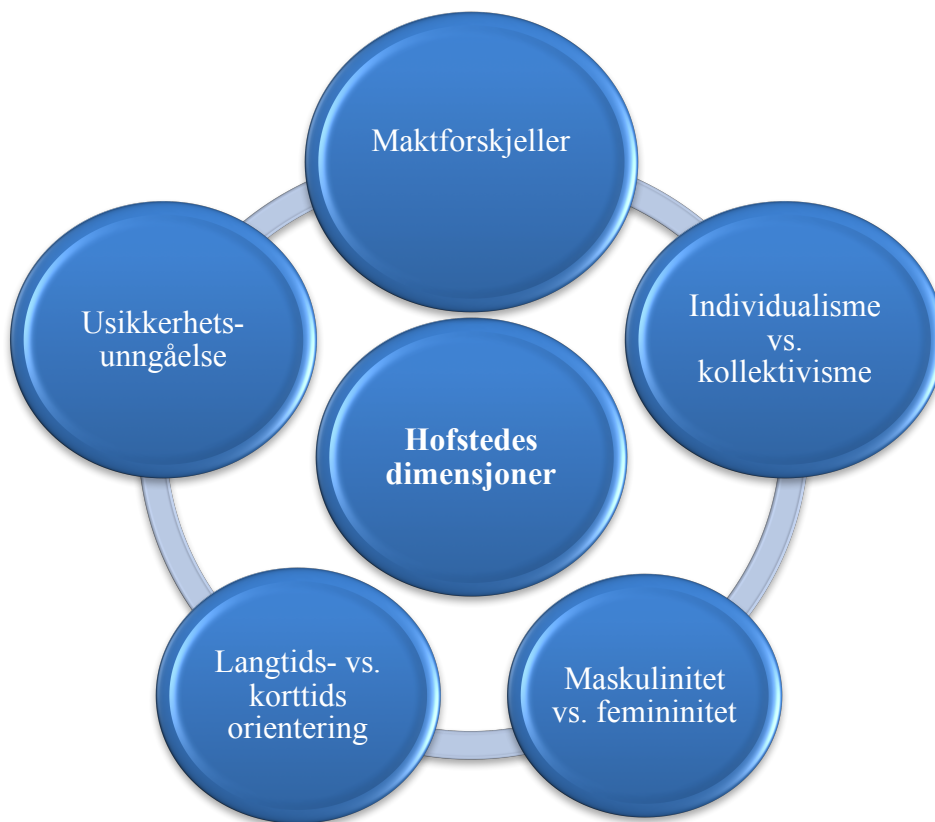 Maktforskjeller
Individualisme
vs.
kollektivisme
Maskulinitet
vs. femininitet
Langtids- vs.
korttids
orientering
Usikkerhets-
unngåelse
Hofstedes
dimensjoner